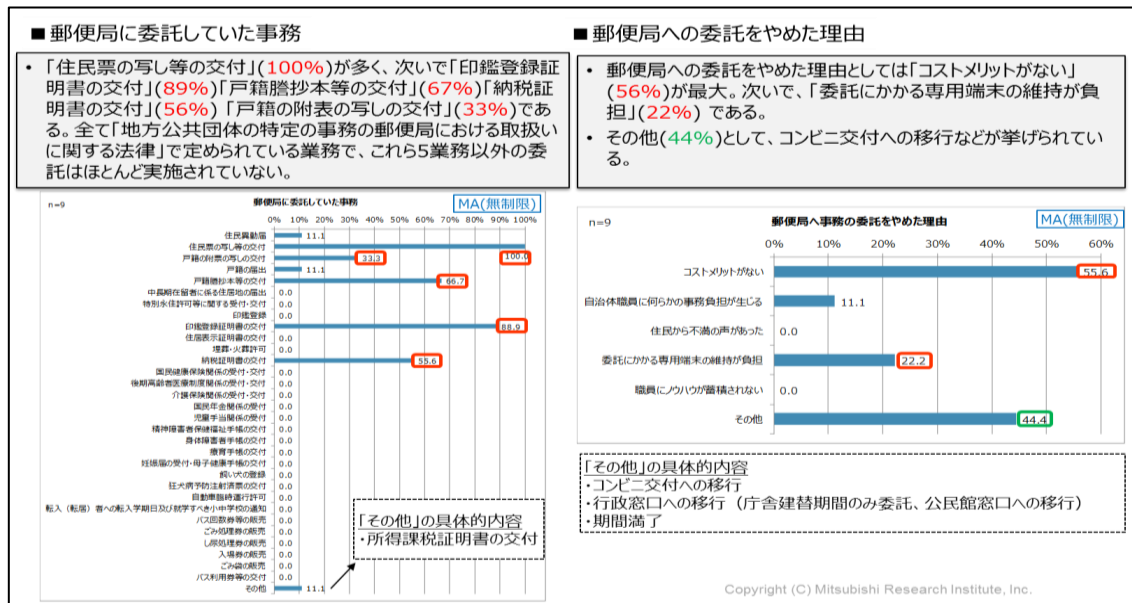 ■ 郵便局に委託していた事務
• 「住民票の写し等の交付」(100%)が多く、次いで「印鑑登録証
明書の交付」(89%)「戸籍謄抄本等の交付」(67%)「納税証
明書の交付」(56%) 「戸籍の附表の写しの交付」(33%)であ
る。全て「地方公共団体の特定の事務の郵便局における取扱い
に関する法律」で定められている業務で、これら5業務以外の委
託はほとんど実施されていない。
n=9
郵便局に委託していた事務
MA(無制限)
0% 10% 20% 30% 40% 50% 60% 70% 80% 90% 100%
住民異動届 11.1
住民票の写し等の交付 100.0
戸籍の附票の写しの交付 33.3
戸籍の届出 11.1
戸籍謄抄本等の交付 66.7
中長期在留者に係る住居地の届出 0.0
特別永住許可等に関する受付・交付 0.0
印鑑登録 0.0
印鑑登録証明書の交付 88.9
住居表示証明書の交付 0.0
埋葬・火葬許可 0.0
納税証明書の交付 55.6
国民健康保険関係の受付・交付 0.0
後期高齢者医療制度関係の受付・交付 0.0
介護保険関係の受付・交付 0.0
国民年金関係の受付 0.0
児童手当関係の受付 0.0
精神障害者保健福祉手帳の交付 0.0
身体障害者手帳の交付 0.0
療育手帳の交付 0.0
妊娠届の受付・母子健康手帳の交付 0.0
飼い犬の登録 0.0
狂犬病予防注射済票の交付 0.0
自動車臨時運行許可 0.0
転入（転居）者への転入学期日及び就学すべき小中学校の通知 0.0
バス回数券等の販売 0.0
ごみ処理券の販売 0.0
し尿処理券の販売 0.0
入場券の販売 0.0
ごみ袋の販売 0.0
バス利用券等の交付 0.0
その他 11.1
「その他」の具体的内容
・所得課税証明書の交付
■ 郵便局への委託をやめた理由
• 郵便局への委託をやめた理由としては「コストメリットがない」
(56%)が最大。次いで、「委託にかかる専用端末の維持が負
担」(22%) である。
• その他(44%)として、コンビニ交付への移行などが挙げられてい
る。
n=9
郵便局へ事務の委託をやめた理由
MA(無制限)
0% 10% 20% 30% 40% 50% 60%
コストメリットがない 55.6
自治体職員に何らかの事務負担が生じる 11.1
住民から不満の声があった 0.0
委託にかかる専用端末の維持が負担 22.2
職員にノウハウが蓄積されない 0.0
その他 44.4
「その他」の具体的内容
・コンビニ交付への移行
・行政窓口への移行（庁舎建替期間のみ委託、公民館窓口への移行）
・期間満了
Copyright (C) Mitsubishi Research Institute, Inc.